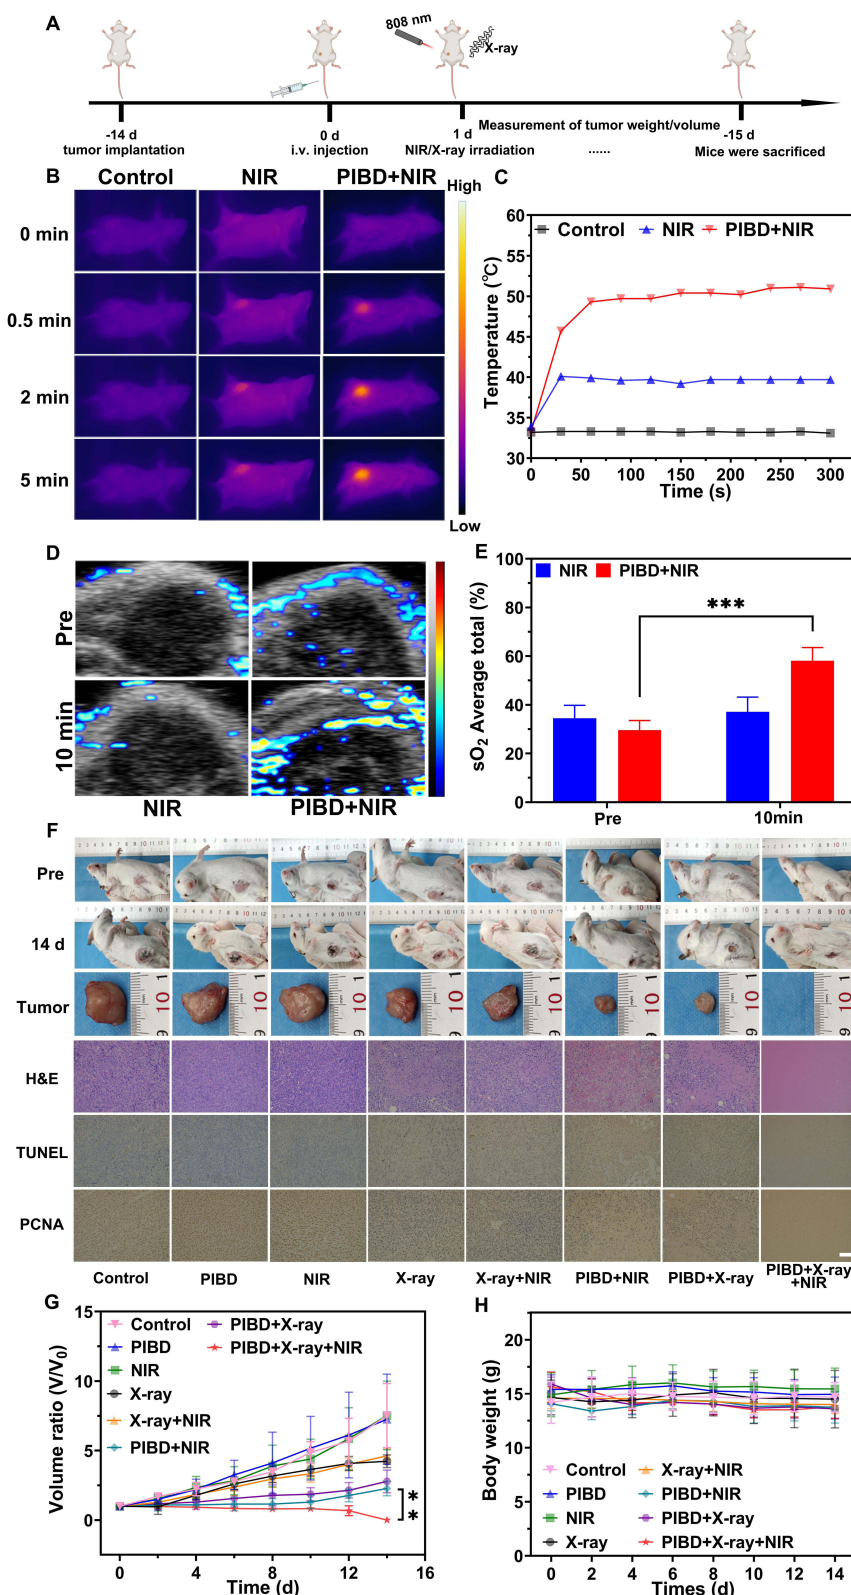 A
808 nm
X-ray
-14 d
tumor implantation
0 d
i.v. injection
1 d
NIR/X-ray irradiation
Measurement of tumor weight/volume
......
-15 d
Mice were sacrificed
B
Control
NIR
PIBD+NIR
High
0 min
0.5 min
2 min
5 min
Low
C
Control
NIR
PIBD+NIR
Temperature (°C)
60
55
50
45
40
35
30
0
50
100
150
200
250
300
Time (s)
D
Pre
10 min
NIR
PIBD+NIR
E
NIR
PIBD+NIR
***
sO2 Average total (%)
100
80
60
40
20
0
Pre
10min
F
Pre
14 d
Tumor
H&E
TUNEL
PCNA
Control
PIBD
NIR
X-ray
X-ray+NIR
PIBD+NIR
PIBD+X-ray
PIBD+X-ray
+NIR
G
Control
PIBD
NIR
X-ray
X-ray+NIR
PIBD+NIR
PIBD+X-ray
PIBD+X-ray+NIR
**
Volume ratio (V/V0)
15
10
5
0
0
4
8
12
16
Time (d)
H
Body weight (g)
20
15
10
5
0
Control
PIBD
NIR
X-ray
X-ray+NIR
PIBD+NIR
PIBD+X-ray
PIBD+X-ray+NIR
0
2
4
6
8
10
12
14
Times (d)